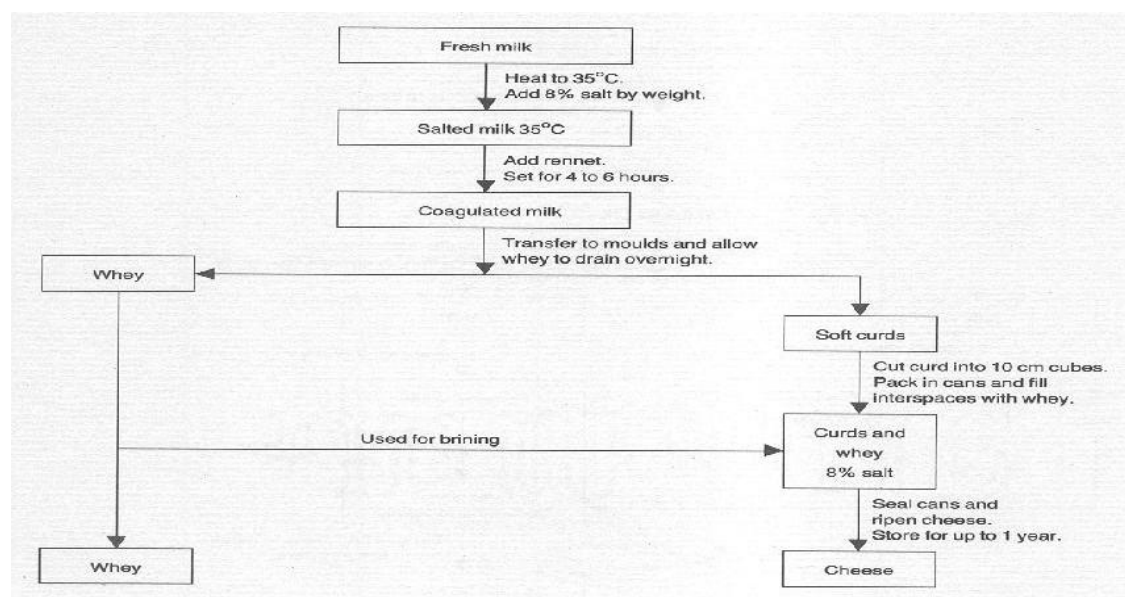 Fresh milk
Heat to 35°C.
Add 8% salt by weight.
Salted milk 35°C
Add rennet.
Set for 4 to 6 hours.
Coagulated milk
Transfer to moulds and allow
whey to drain overnight.
Whey
Soft curds
Cut curd into 10 cm cubes.
Pack in cans and fill
interspaces with whey.
Used for brining
Curds and
whey
8% salt
Seal cans and
ripen cheese.
Store for up to 1 year.
Whey
Cheese